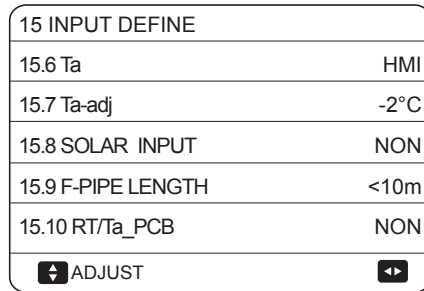 15 INPUT DEFINE
15.6 Ta HMI
15.7 Ta-adj -2°C
15.8 SOLAR INPUT NON
15.9 F-PIPE LENGTH <10m
15.10 RT/Ta_PCB NON
ADJUST